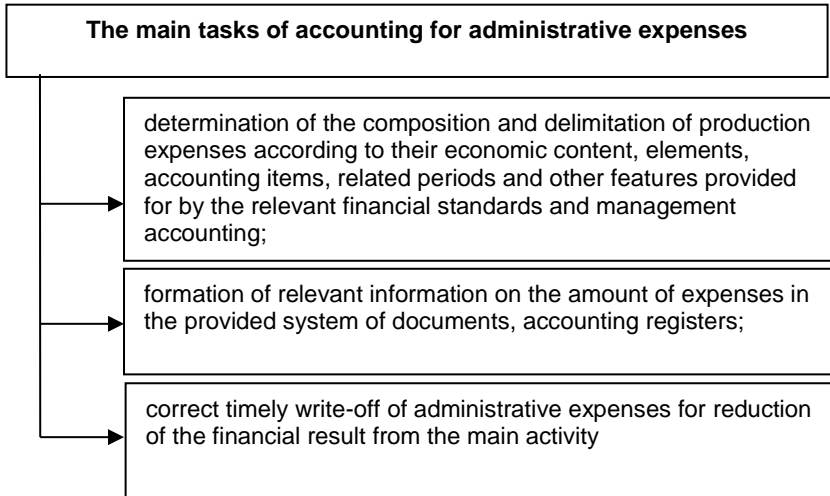 The main tasks of accounting for administrative expenses
determination of the composition and delimitation of production
expenses according to their economic content, elements,
accounting items, related periods and other features provided
for by the relevant financial standards and management
accounting;
formation of relevant information on the amount of expenses in
the provided system of documents, accounting registers;
correct timely write-off of administrative expenses for reduction
of the financial result from the main activity